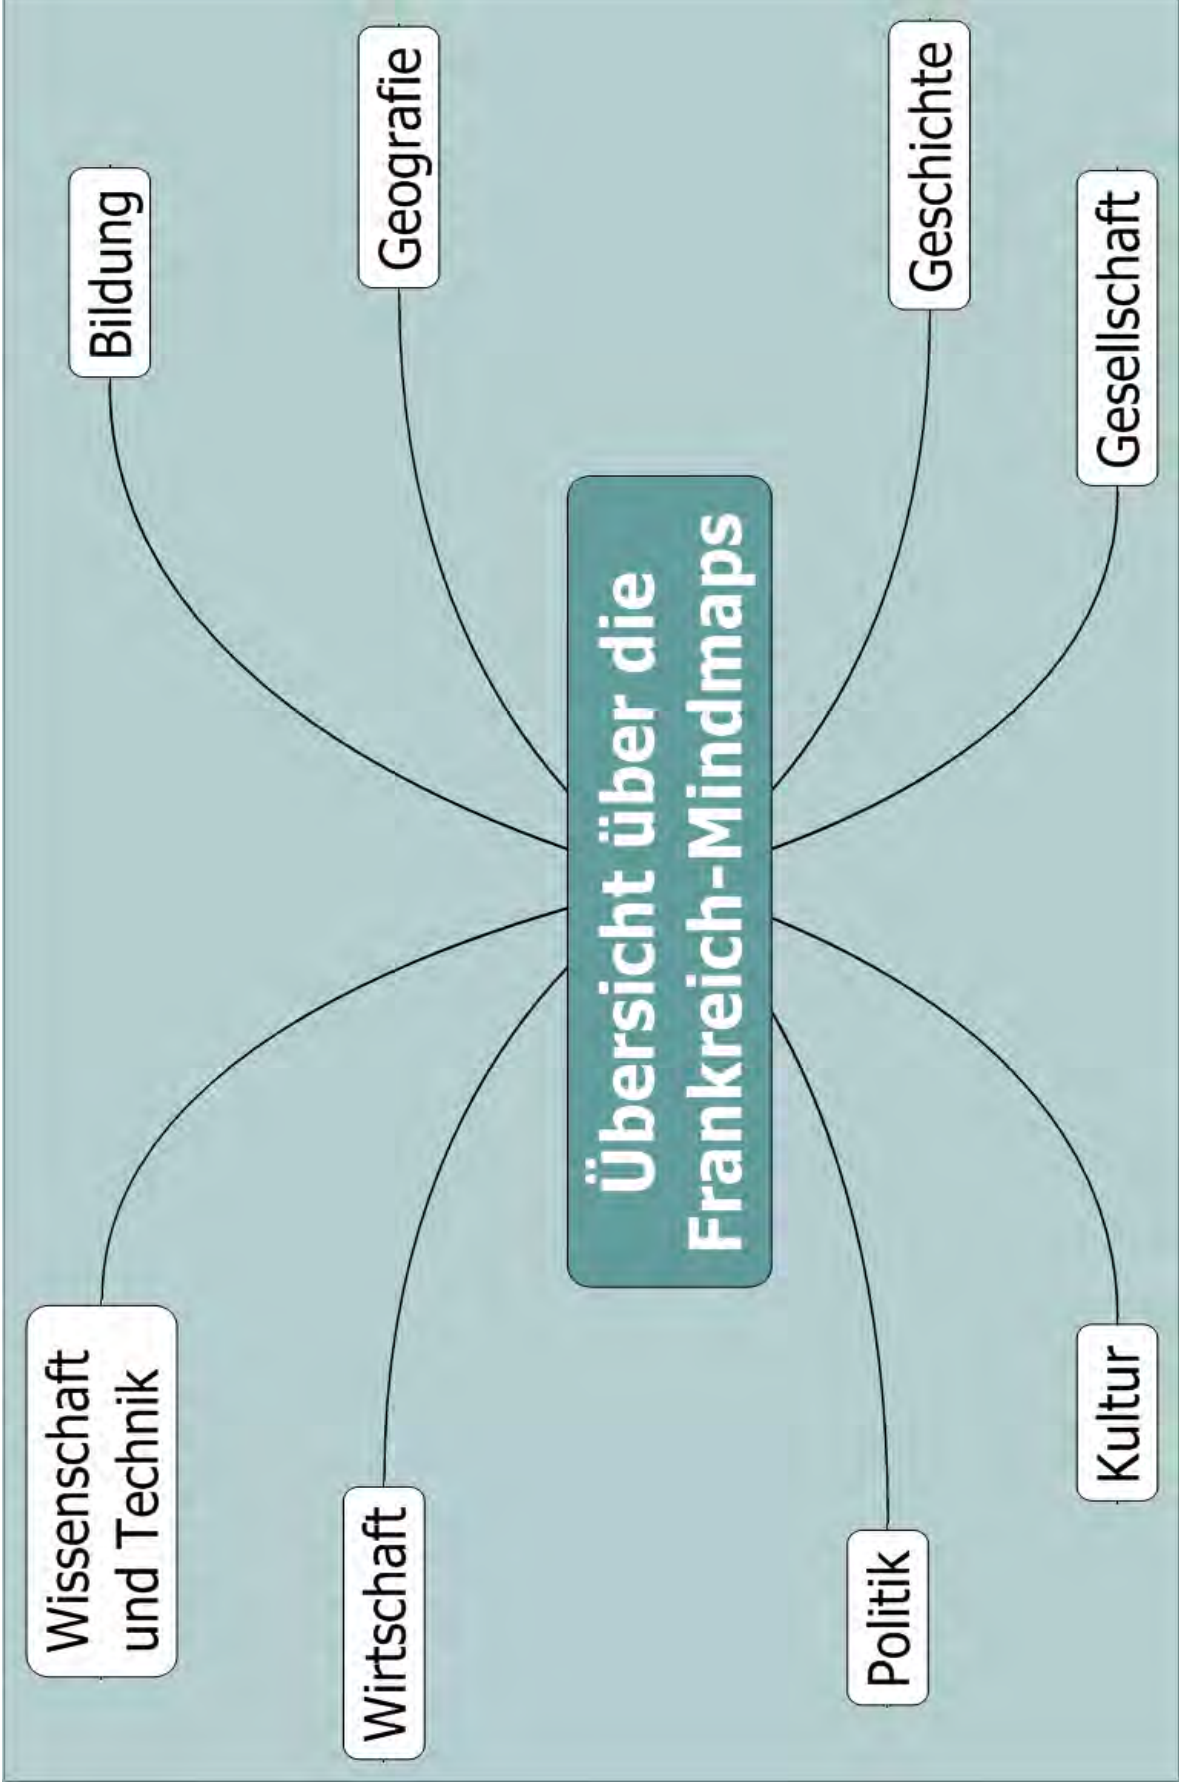 Übersicht über die
Frankreich-Mindmaps
Bildung
Geografie
Geschichte
Gesellschaft
Kultur
Politik
Wirtschaft
Wissenschaft
und Technik